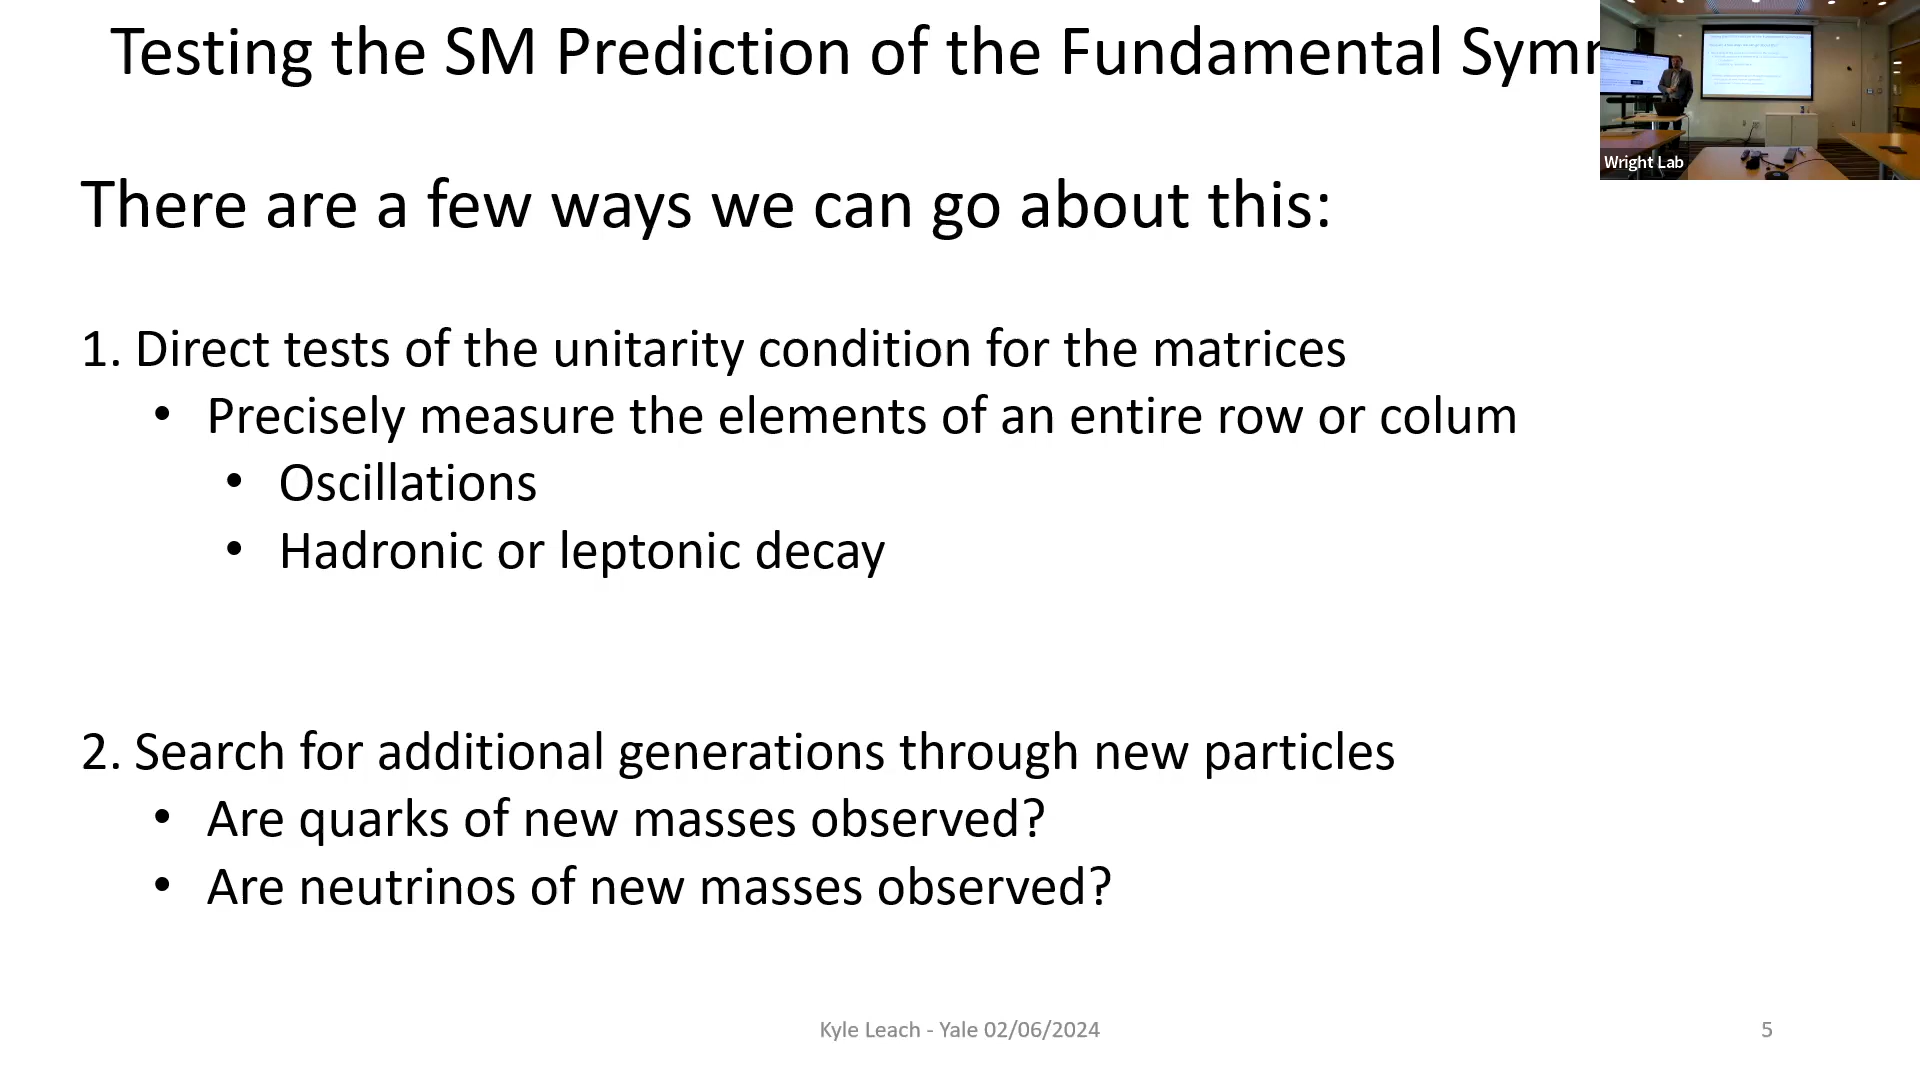 Testing the SM Prediction of the Fundamental
Wright Lab
There are a few ways we can go about this:
1. Direct tests of the unitarity condition for the matrices
• Precisely measure the elements of an entire row or colum
• Oscillations
• Hadronic or leptonic decay
2. Search for additional generations through new particles
• Are quarks of new masses observed?
• Are neutrinos of new masses observed?
Kyle Leach - Yale 02/06/2024
5